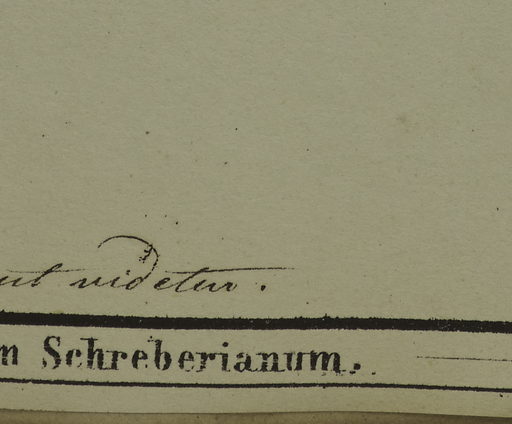 ut videtur.
m Schreberianum.